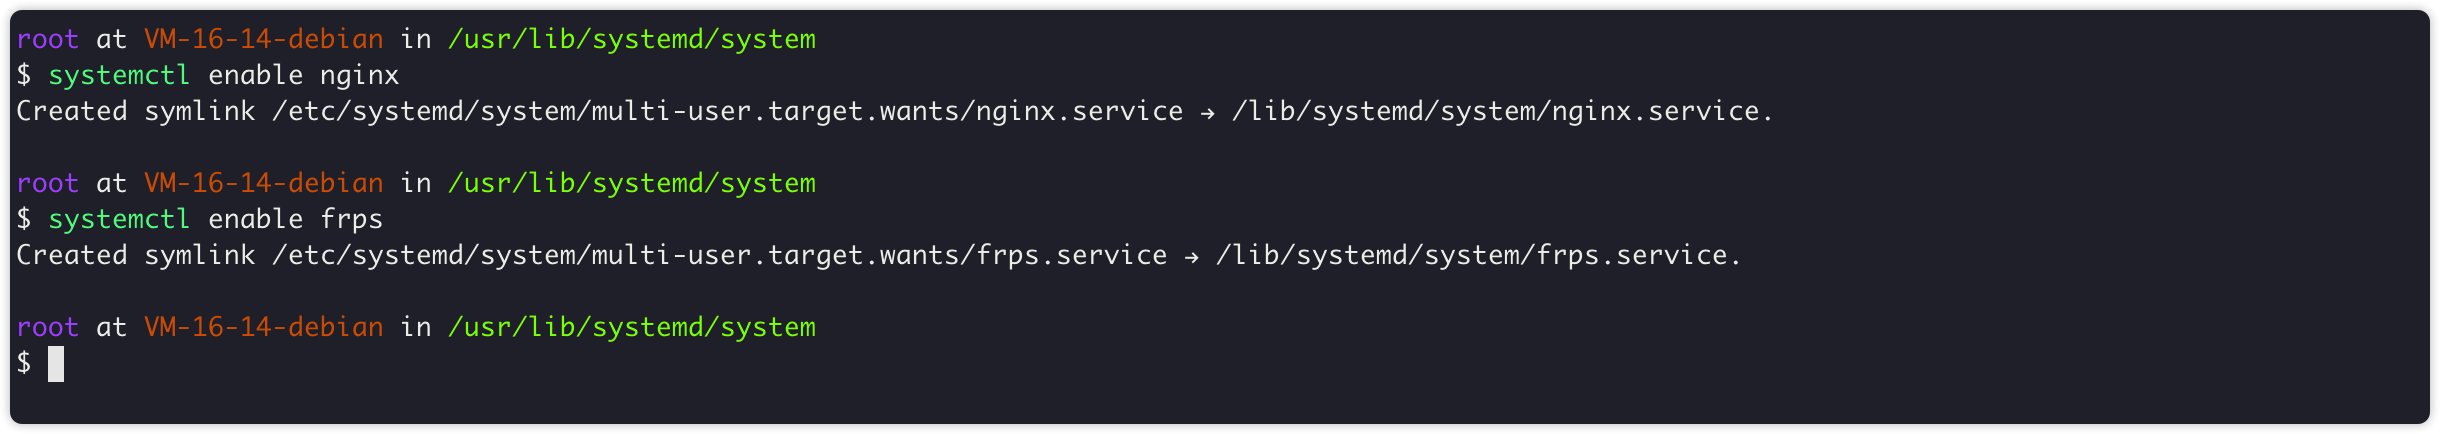 root at VM-16-14-debian in /usr/lib/systemd/system
$ systemctl enable nginx
Created symlink /etc/systemd/system/multi-user.target.wants/nginx.service → /lib/systemd/system/nginx.service.
root at VM-16-14-debian in /usr/lib/systemd/system
$ systemctl enable frps
Created symlink /etc/systemd/system/multi-user.target.wants/frps.service → /lib/systemd/system/frps.service.
root at VM-16-14-debian in /usr/lib/systemd/system
$